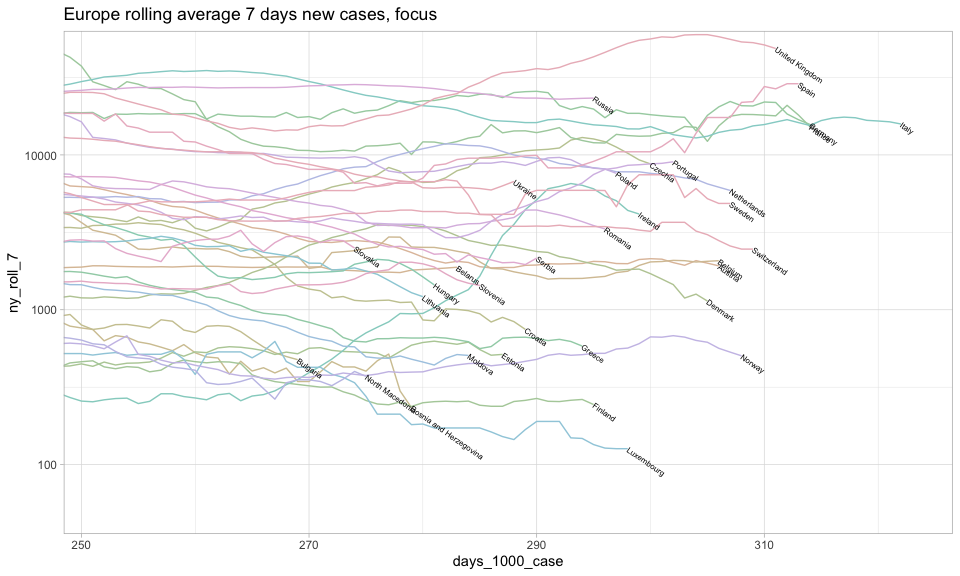 Europe rolling average 7 days new cases, focus
United Kingdom
Spain
Russia
Italy
Germany
10000
Czechia
Portugal
Poland
Ukraine
Netherlands
Sweden
Ireland
Romania
Switzerland
Slovakia
Serbia
Belgium
Austria
Belarus
Slovenia
Hungary
Lithuania
1000
Denmark
Croatia
Greece
Estonia
Moldova
Norway
Bulgaria
North Macedonia
Bosnia and Herzegovina
Finland
Luxembourg
100
ny_roll_7
250
270
290
310
days_1000_case